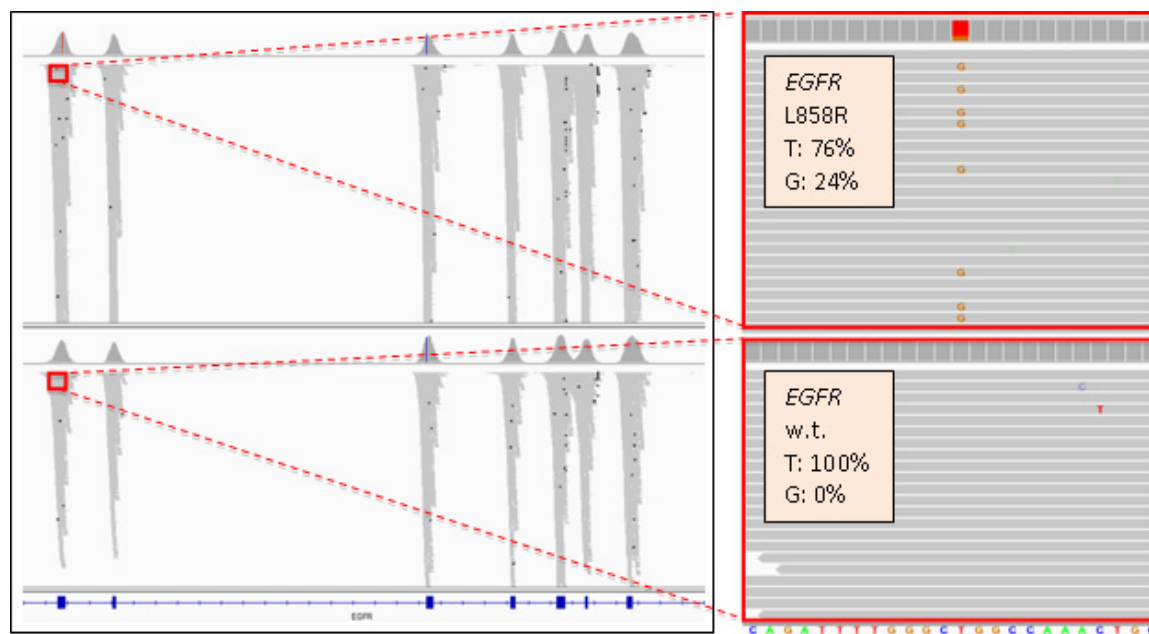 G
G
G
G
G
G
G
G
EGFR
L858R
T: 76%
G: 24%
C
T
EGFR
w.t.
T: 100%
G: 0%
EGFR
C A G A T T T T G G G C T G G C C A A A C T G